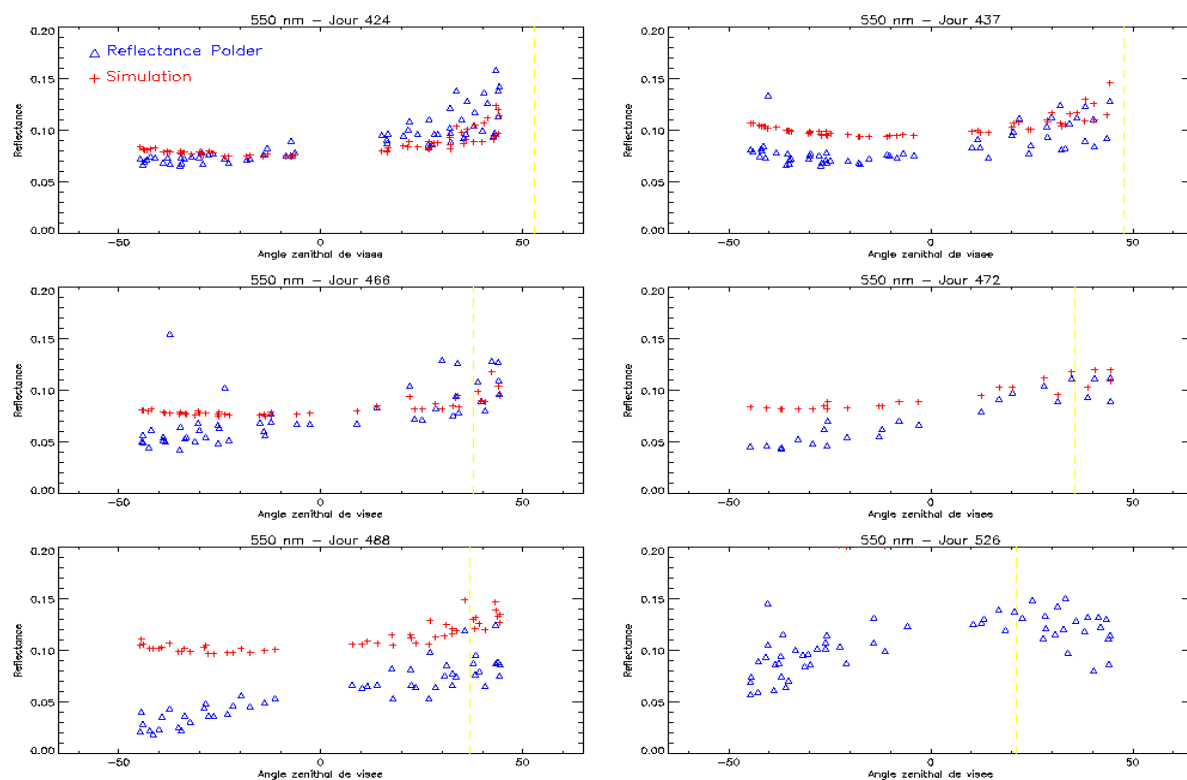 550 nm – Jour 424
0.20
△ Reflectance Polder
+ Simulation
0.15
Reflectance
0.10
0.05
0.00
−50 0 50
Angle zenithal de visee
550 nm – Jour 437
0.20
0.15
Reflectance
0.10
0.05
0.00
−50 0 50
Angle zenithal de visee
550 nm – Jour 466
0.20
0.15
Reflectance
0.10
0.05
0.00
−50 0 50
Angle zenithal de visee
550 nm – Jour 472
0.20
0.15
Reflectance
0.10
0.05
0.00
−50 0 50
Angle zenithal de visee
550 nm – Jour 488
0.20
0.15
Reflectance
0.10
0.05
0.00
−50 0 50
Angle zenithal de visee
550 nm – Jour 526
0.20
0.15
Reflectance
0.10
0.05
0.00
−50 0 50
Angle zenithal de visee